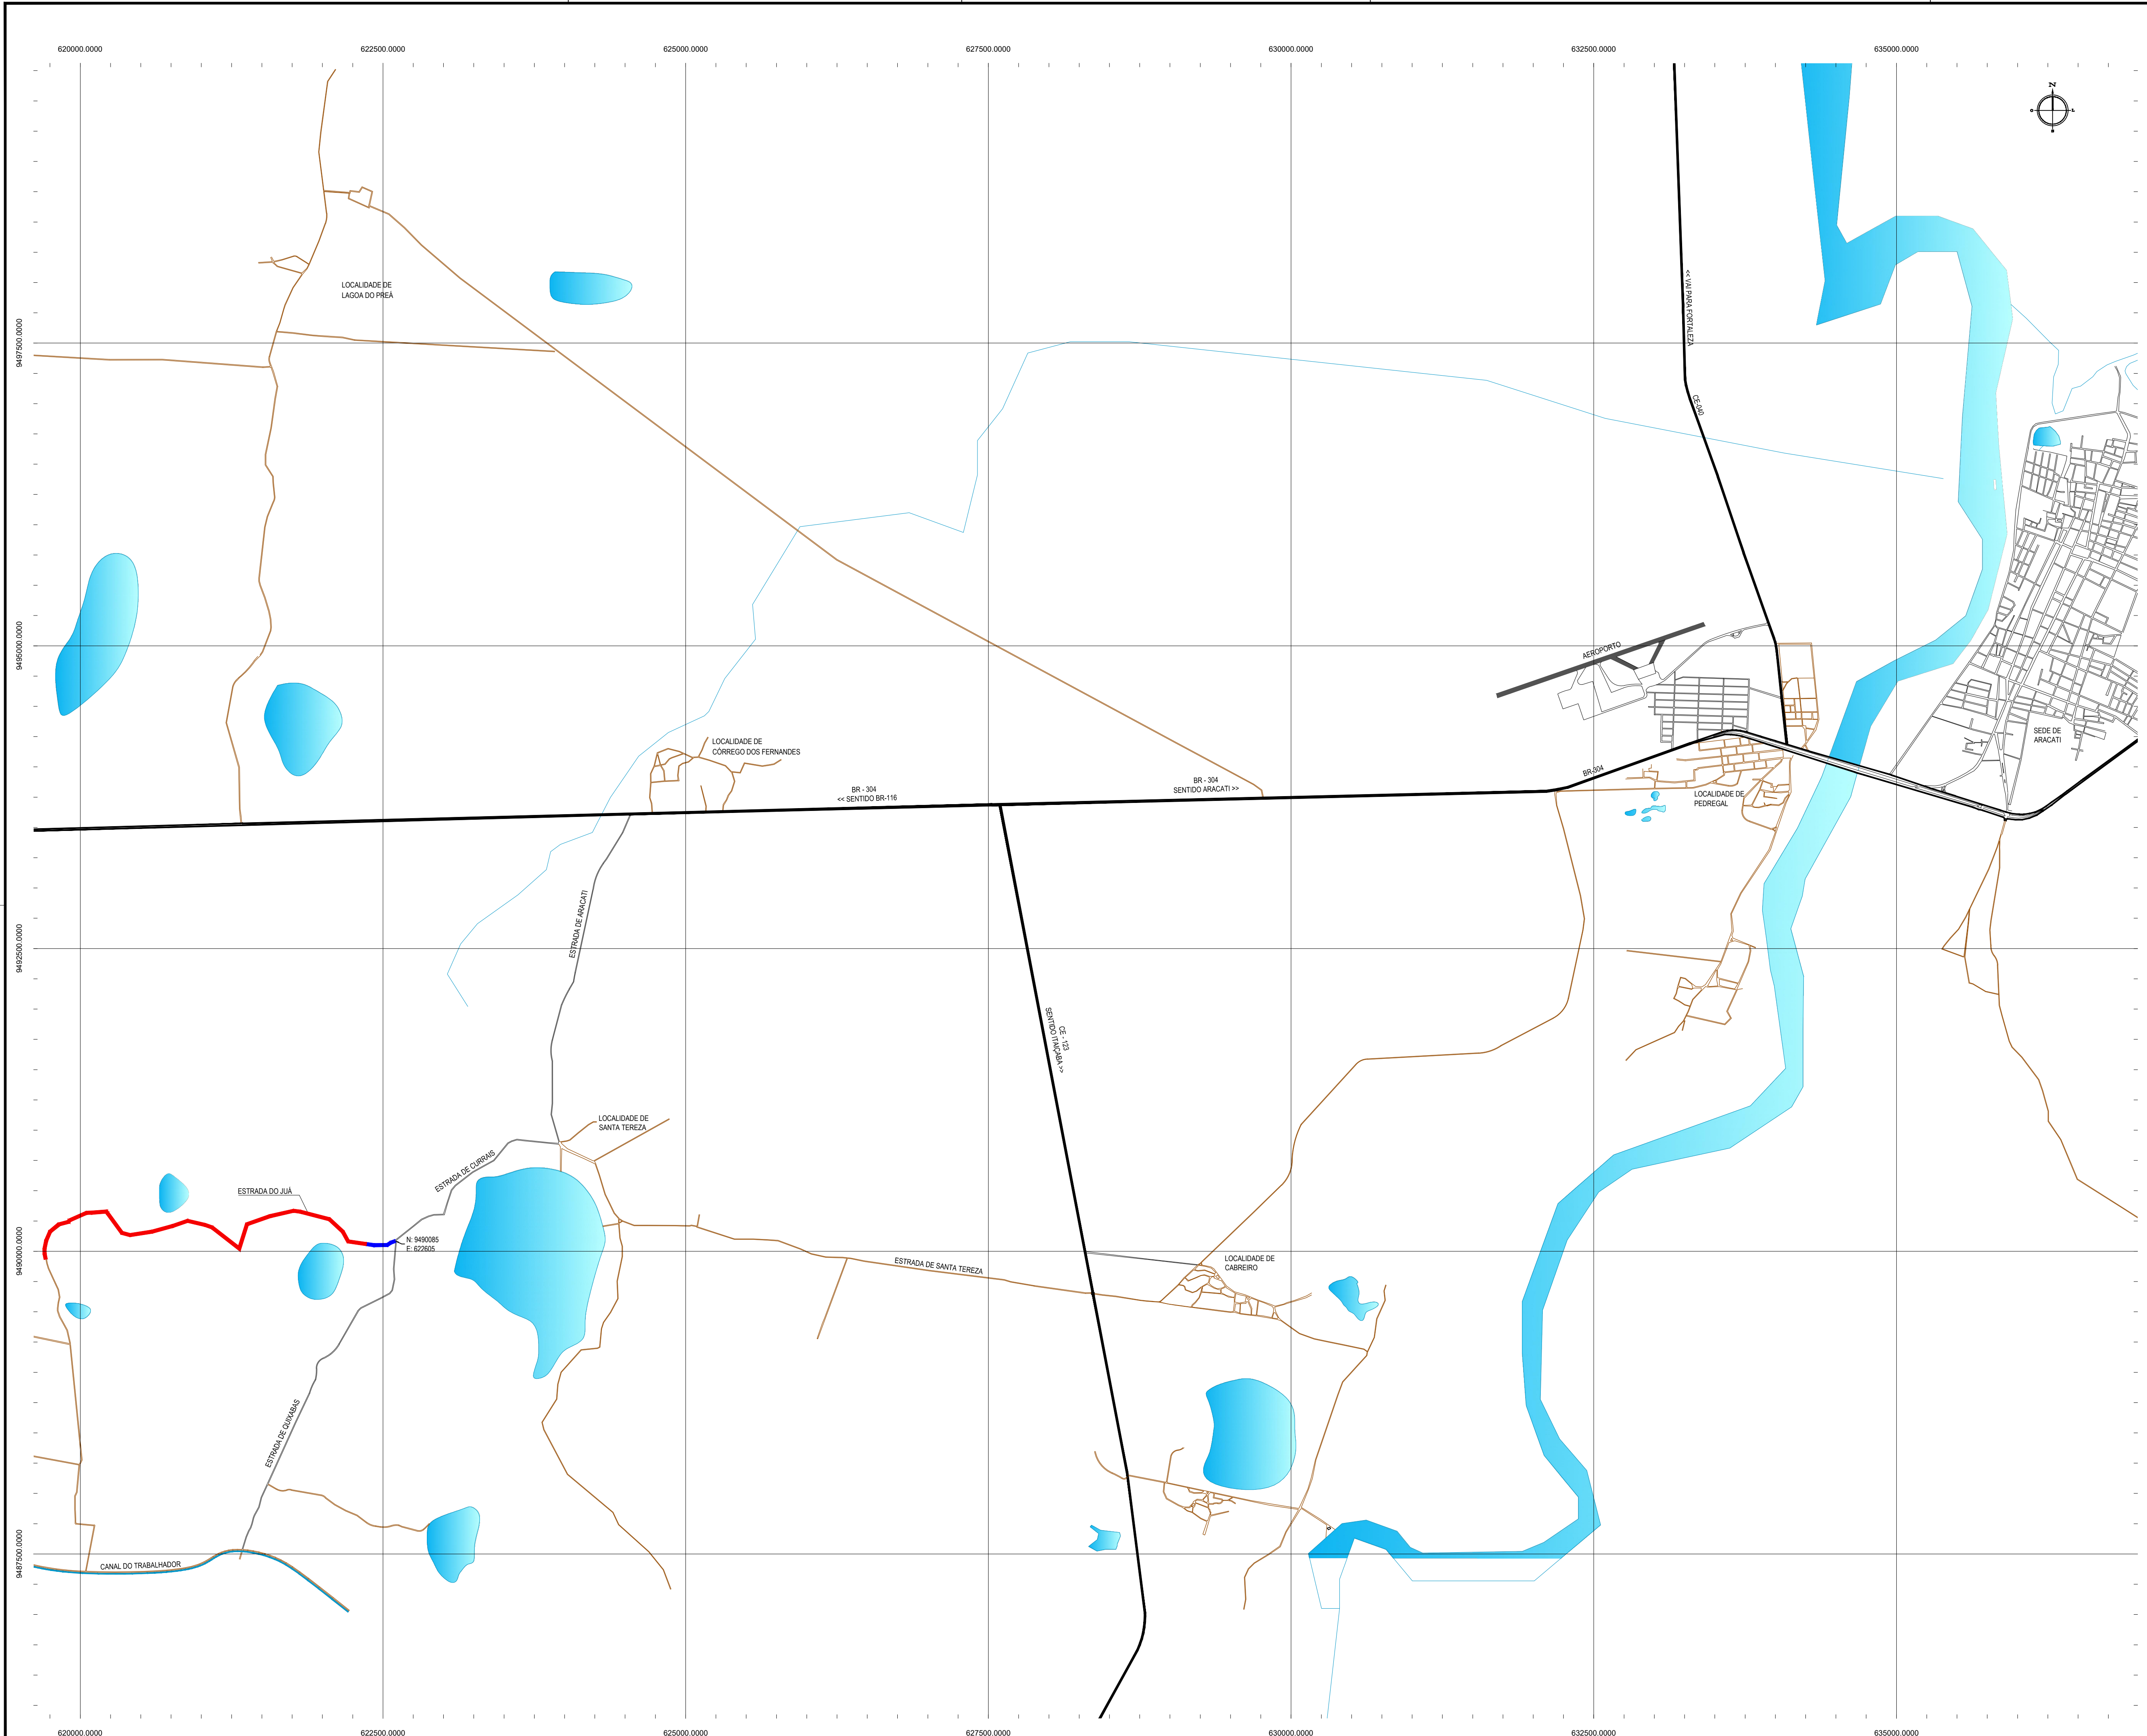 620000.0000
622500.0000
625000.0000
627500.0000
630000.0000
632500.0000
635000.0000
N
O
L
LOCALIDADE DE
LAGOA DO PREÁ
<< VAI PARA FORTALEZA
9497500.0000
CE-040
9495000.0000
AEROPORTO
SEDE DE
ARACATI
LOCALIDADE DE
CÓRREGO DOS FERNANDES
BR - 304
<< SENTIDO BR-116
BR - 304
SENTIDO ARACATI >>
BR-304
LOCALIDADE DE
PEDREGAL
ESTRADA DE ARACATI
9492500.0000
CE - 123
SENTIDO ITAIÇABA >>
LOCALIDADE DE
SANTA TEREZA
ESTRADA DE CURRAIS
ESTRADA DO JUÁ
N: 9490085
E: 622605
9490000.0000
ESTRADA DE SANTA TEREZA
LOCALIDADE DE
CABREIRO
ESTRADA DE QUIXABAS
9487500.0000
CANAL DO TRABALHADOR
620000.0000
622500.0000
625000.0000
627500.0000
630000.0000
632500.0000
635000.0000